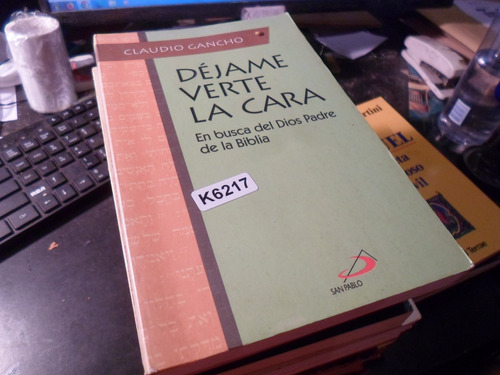 CLAUDIO GANCHO
DÉJAME
VERTE
LA CARA
En busca del Dios Padre
de la Biblia
K6217
SAN PABLO